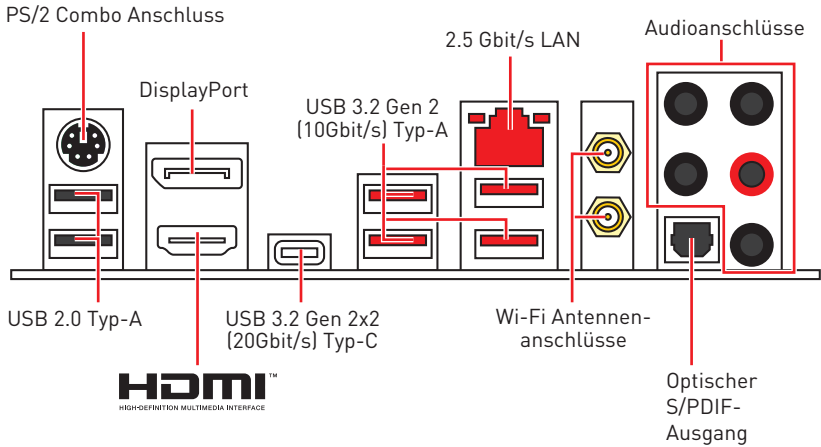 PS/2 Combo Anschluss
Audioanschlüsse
2.5 Gbit/s LAN
DisplayPort
USB 3.2 Gen 2
(10Gbit/s) Typ-A
USB 2.0 Typ-A
USB 3.2 Gen 2x2
(20Gbit/s) Typ-C
Wi-Fi Antennen-
anschlüsse
HDMI™
HIGH-DEFINITION MULTIMEDIA INTERFACE
Optischer
S/PDIF-
Ausgang